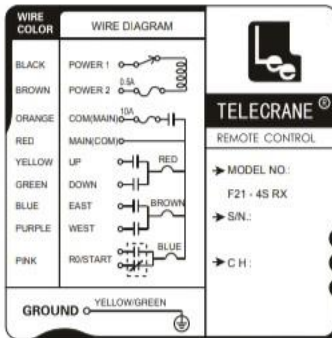 WIRE COLOR
WIRE DIAGRAM
BLACK POWER 1
BROWN POWER 2 0.5A
ORANGE COM(MAIN) 10A
RED MAIN(COM)
YELLOW UP RED
GREEN DOWN
BLUE EAST BROWN
PURPLE WEST
PINK R0/START BLUE
GROUND YELLOW/GREEN
Lee
TELECRANE ®
REMOTE CONTROL
MODEL NO.:
F21 - 4S RX
S/N.:
C H :